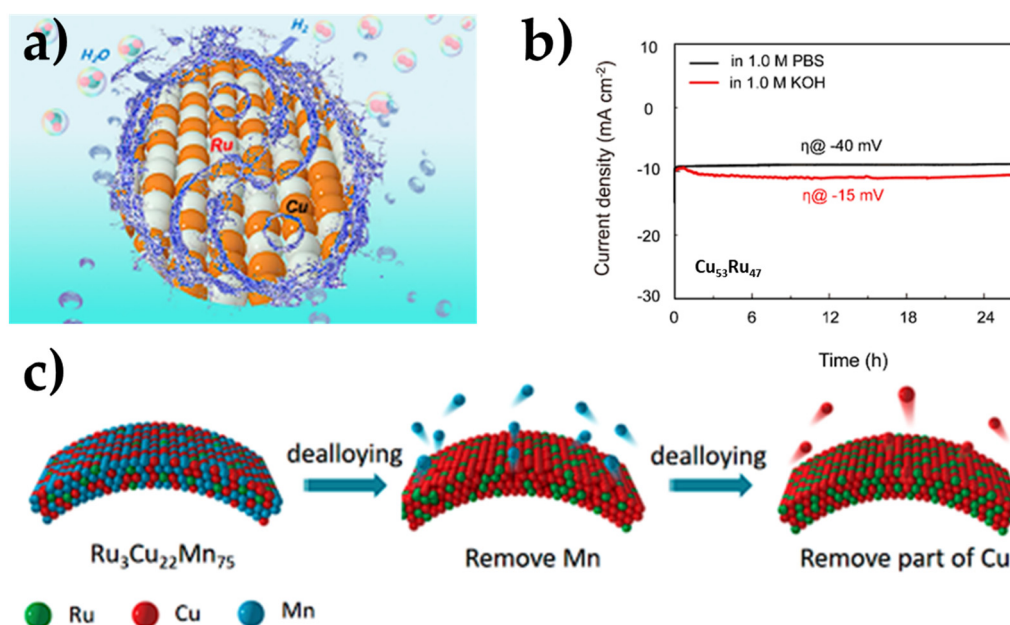 a)
H₂O
H₂
Ru
Cu
b)
Current density (mA cm⁻²)
10
0
-10
-20
-30
in 1.0 M PBS
in 1.0 M KOH
η@ -40 mV
η@ -15 mV
Cu₅₃Ru₄₇
0
6
12
18
24
Time (h)
c)
dealloying
dealloying
Ru₃Cu₂₂Mn₇₅
Remove Mn
Remove part of Cu
Ru
Cu
Mn